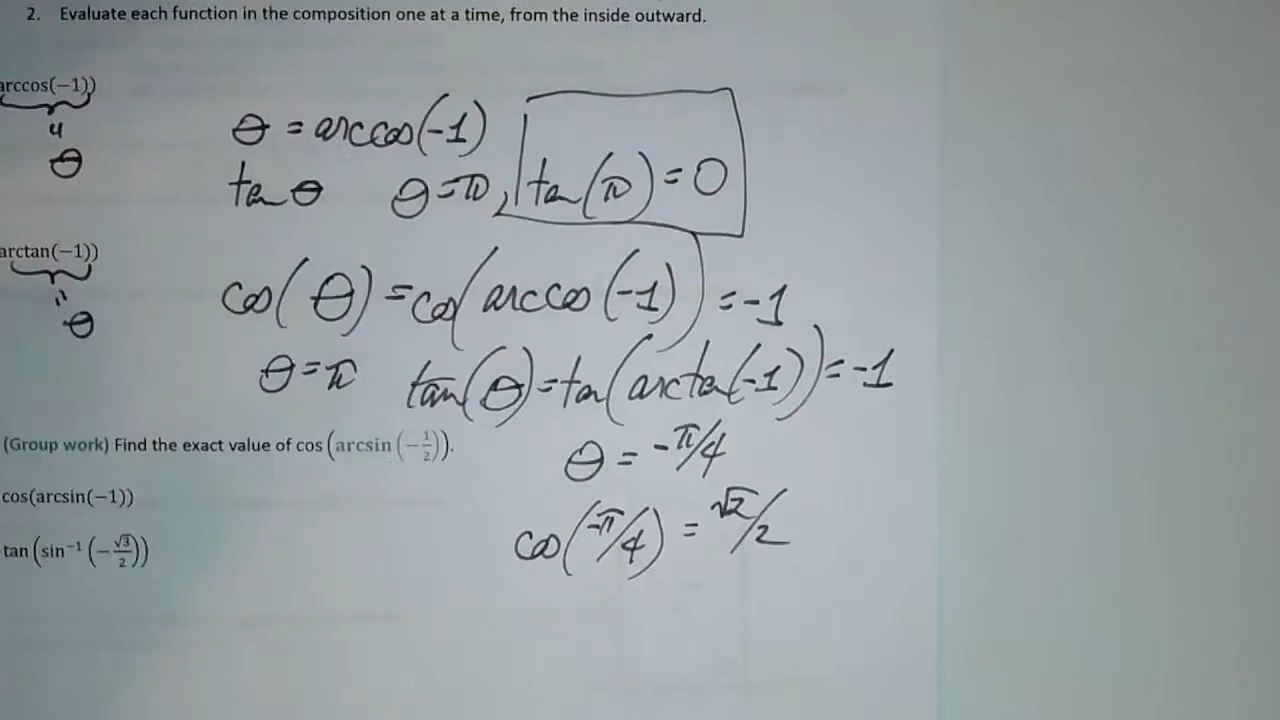 2. Evaluate each function in the composition one at a time, from the inside outward.
arccos(−1))
"
θ
θ = arccos(-1)
tan θ θ=π, tan(π)=0
arctan(−1))
"
θ
cos(θ)=cos(arccos(-1))=-1
θ=π tan(θ)=tan(arctan(-1))=-1
(Group work) Find the exact value of cos (arcsin (−1/2)).
θ = -π/4
cos(arcsin(−1))
cos(-π/4) = √2/2
tan (sin⁻¹ (−√3/2))